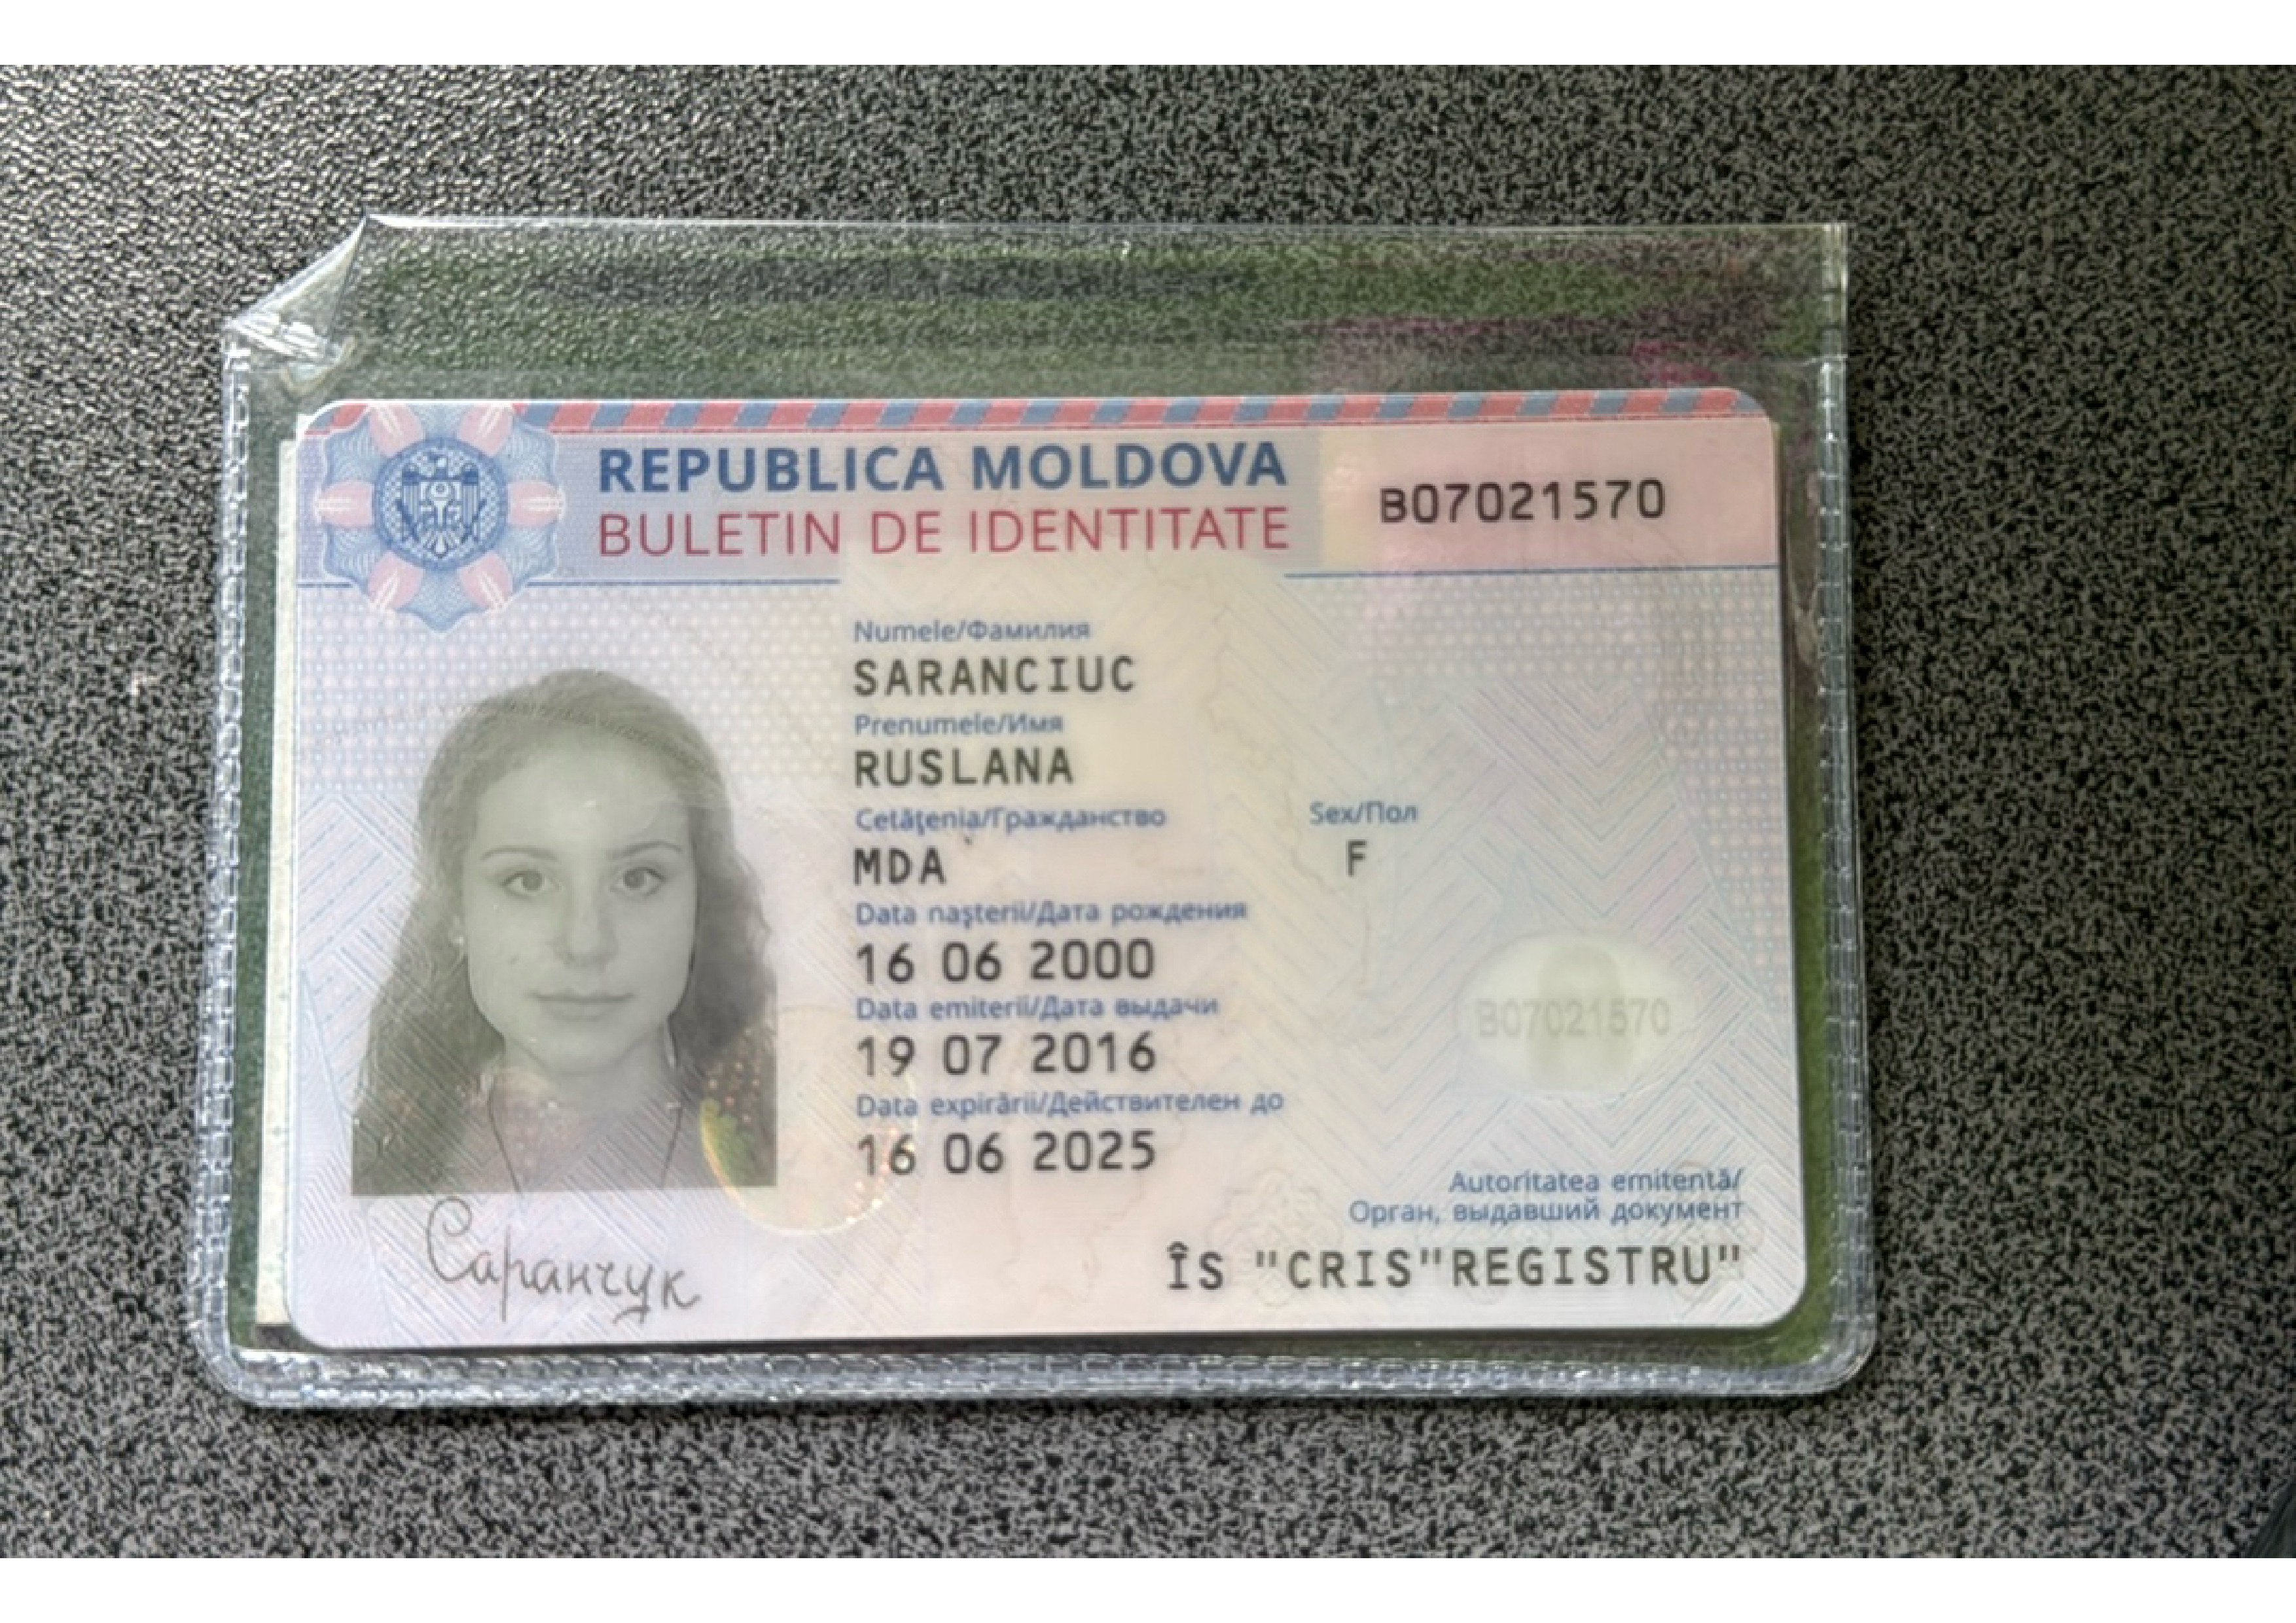 REPUBLICA MOLDOVA
BULETIN DE IDENTITATE
B07021570
Numele/Фамилия
SARANCIUC
Prenumele/Имя
RUSLANA
Cetăţenia/Гражданство
Sex/Пол
MDA
F
Data naşterii/Дата рождения
16 06 2000
Data emiterii/Дата выдачи
19 07 2016
B07021570
Data expirării/Действителен до
16 06 2025
Autoritatea emitentă/
Орган, выдавший документ
ÎS "CRIS"REGISTRU"
Саранчук